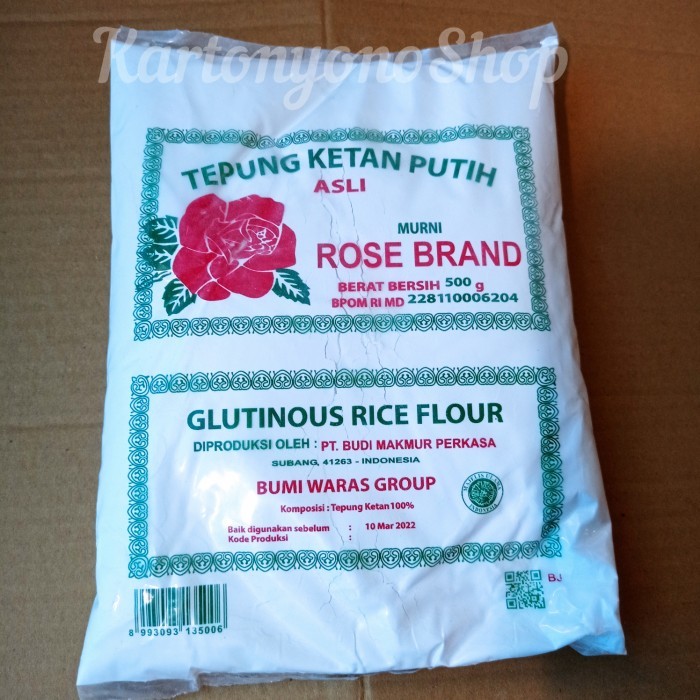 KartonyonoShop
TEPUNG KETAN PUTIH
ASLI
MURNI
ROSE BRAND
BERAT BERSIH 500 g
BPOM RI MD 228110006204
GLUTINOUS RICE FLOUR
DIPRODUKSI OLEH : PT. BUDI MAKMUR PERKASA
SUBANG, 41263 - INDONESIA
BUMI WARAS GROUP
Komposisi : Tepung Ketan 100%
Baik digunakan sebelum : 10 Mar 2022
Kode Produksi :
BJ
8 993093 135006